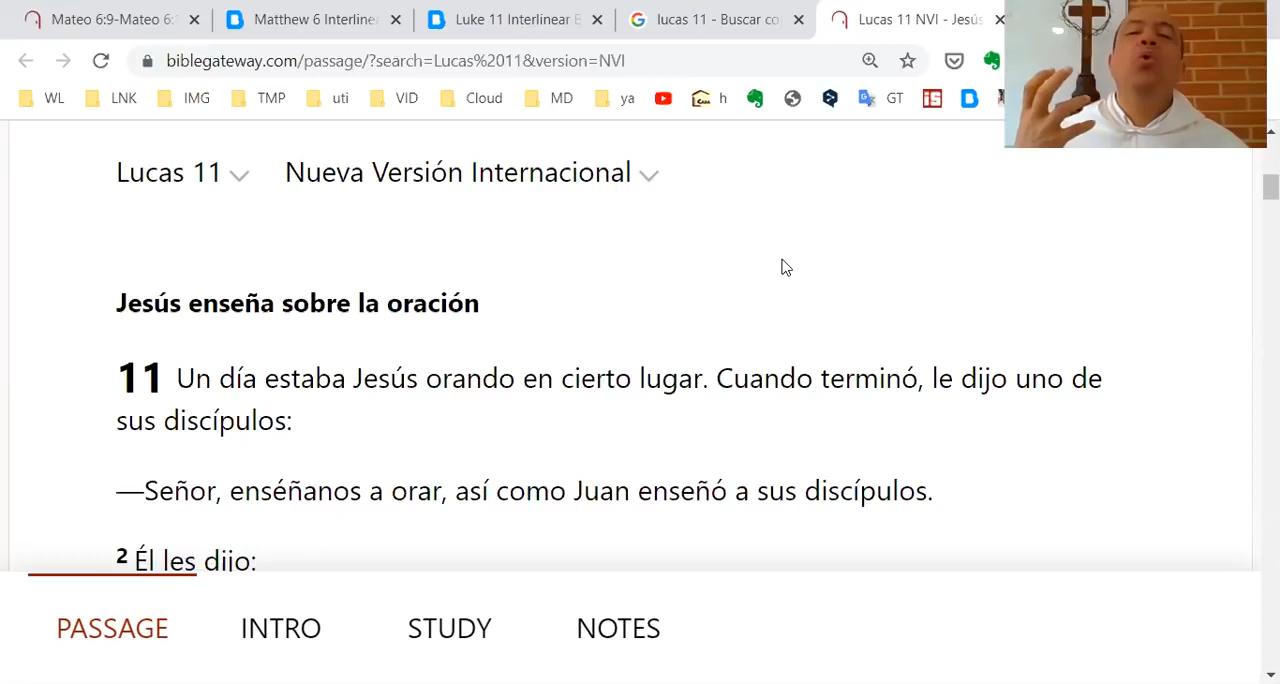 Mateo 6:9-Mateo 6:
Matthew 6 Interline
Luke 11 Interlinear E
lucas 11 - Buscar co
Lucas 11 NVI - Jesús
biblegateway.com/passage/?search=Lucas%2011&version=NVI
WL LNK IMG TMP uti VID Cloud MD ya h GT
Lucas 11 Nueva Versión Internacional
Jesús enseña sobre la oración
11 Un día estaba Jesús orando en cierto lugar. Cuando terminó, le dijo uno de
sus discípulos:
—Señor, enséñanos a orar, así como Juan enseñó a sus discípulos.
2 Él les dijo:
PASSAGE INTRO STUDY NOTES